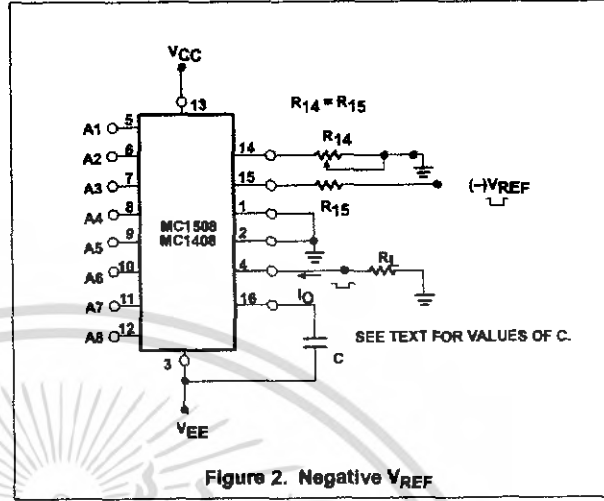 VCC
13
R14 = R15
A1 5
A2 6
A3 7
A4 8
A5 9
A6 10
A7 11
A8 12
MC1508
MC1408
14
R14
15
R15
(–)VREF
1
2
4
RL
IO
16
C
SEE TEXT FOR VALUES OF C.
3
VEE
Figure 2. Negative VREF